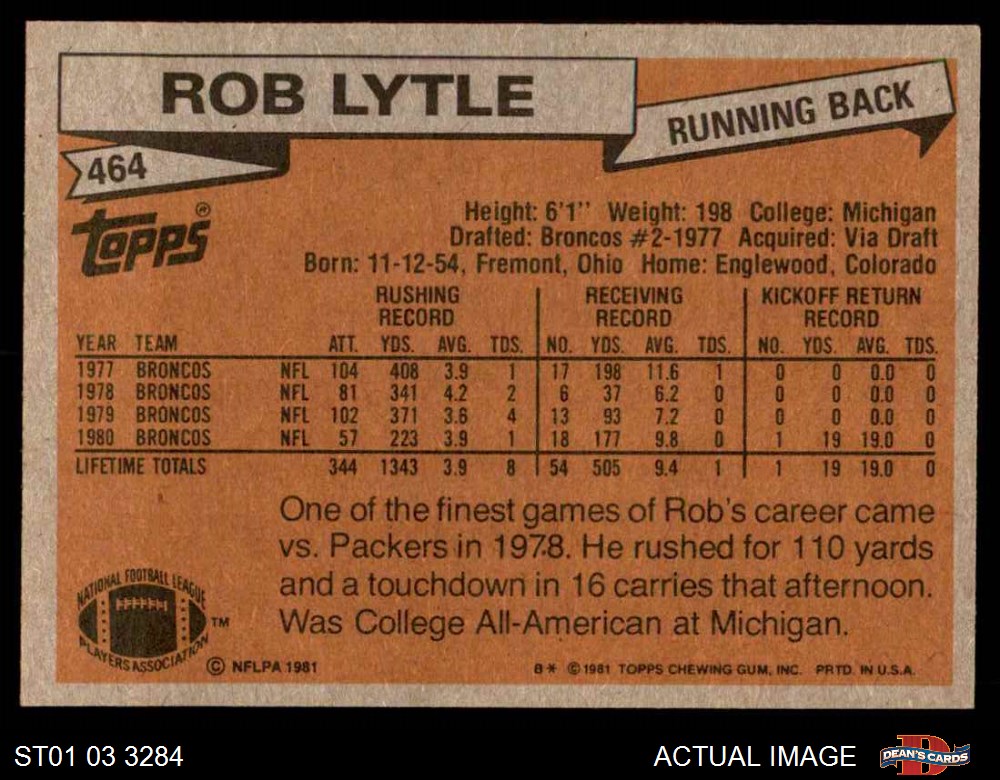 ROB LYTLE
RUNNING BACK
464
TOPPS®
Height: 6'1'' Weight: 198 College: Michigan
Drafted: Broncos #2-1977 Acquired: Via Draft
Born: 11-12-54, Fremont, Ohio Home: Englewood, Colorado
RUSHING RECORD RECEIVING RECORD KICKOFF RETURN RECORD
YEAR TEAM ATT. YDS. AVG. TDS. NO. YDS. AVG. TDS. NO. YDS. AVG. TDS.
1977 BRONCOS NFL 104 408 3.9 1 17 198 11.6 1 0 0 0.0 0
1978 BRONCOS NFL 81 341 4.2 2 6 37 6.2 0 0 0 0.0 0
1979 BRONCOS NFL 102 371 3.6 4 13 93 7.2 0 0 0 0.0 0
1980 BRONCOS NFL 57 223 3.9 1 18 177 9.8 0 1 19 19.0 0
LIFETIME TOTALS 344 1343 3.9 8 54 505 9.4 1 1 19 19.0 0
One of the finest games of Rob's career came
vs. Packers in 1978. He rushed for 110 yards
and a touchdown in 16 carries that afternoon.
Was College All-American at Michigan.
NATIONAL FOOTBALL LEAGUE
PLAYERS ASSOCIATION
TM
© NFLPA 1981
B* © 1981 TOPPS CHEWING GUM, INC. PRTD. IN U.S.A.
ST01 03 3284
ACTUAL IMAGE
DEAN'S CARDS